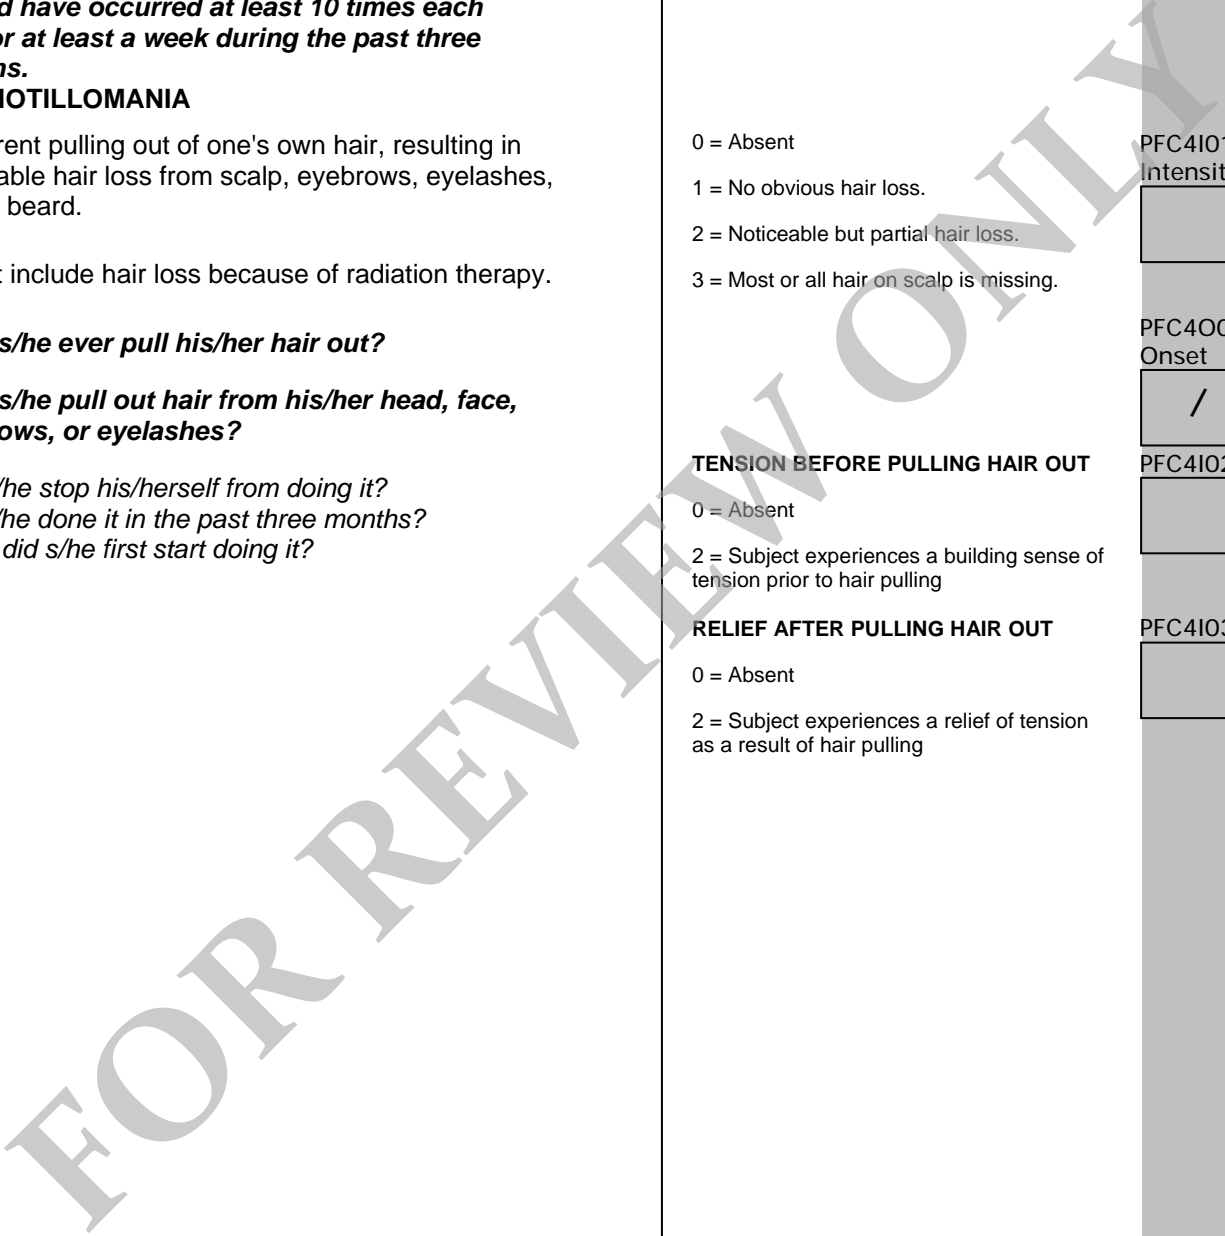 d have occurred at least 10 times each
or at least a week during the past three
ns.
IOTILLOMANIA
rent pulling out of one's own hair, resulting in
able hair loss from scalp, eyebrows, eyelashes,
beard.
t include hair loss because of radiation therapy.
s/he ever pull his/her hair out?
s/he pull out hair from his/her head, face,
ows, or eyelashes?
/he stop his/herself from doing it?
/he done it in the past three months?
did s/he first start doing it?
0 = Absent
1 = No obvious hair loss.
2 = Noticeable but partial hair loss.
3 = Most or all hair on scalp is missing.
TENSION BEFORE PULLING HAIR OUT
0 = Absent
2 = Subject experiences a building sense of
tension prior to hair pulling
RELIEF AFTER PULLING HAIR OUT
0 = Absent
2 = Subject experiences a relief of tension
as a result of hair pulling
PFC4I01
Intensit
PFC4O0
Onset
/
PFC4I02
PFC4I03
FOR REVIEW ONLY